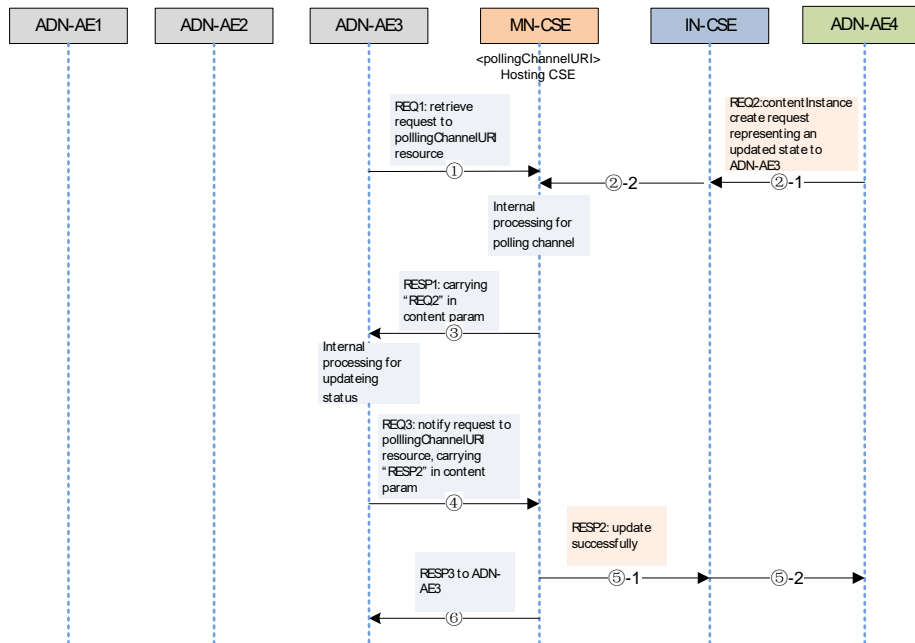 ADN-AE1
ADN-AE2
ADN-AE3
MN-CSE
IN-CSE
ADN-AE4
<pollingChannelURI>
Hosting CSE
REQ1: retrieve
request to
polllingChannelURI
resource
REQ2:contentInstance
create request
representing an
updated state to
ADN-AE3
①
②-2
②-1
Internal
processing for
polling channel
RESP1: carrying
“REQ2” in
content param
③
Internal
processing for
updateing
status
REQ3: notify request to
polllingChannelURI
resource, carrying
“RESP2” in content
param
④
RESP2: update
successfully
⑤-1
⑤-2
RESP3 to ADN-
AE3
⑥